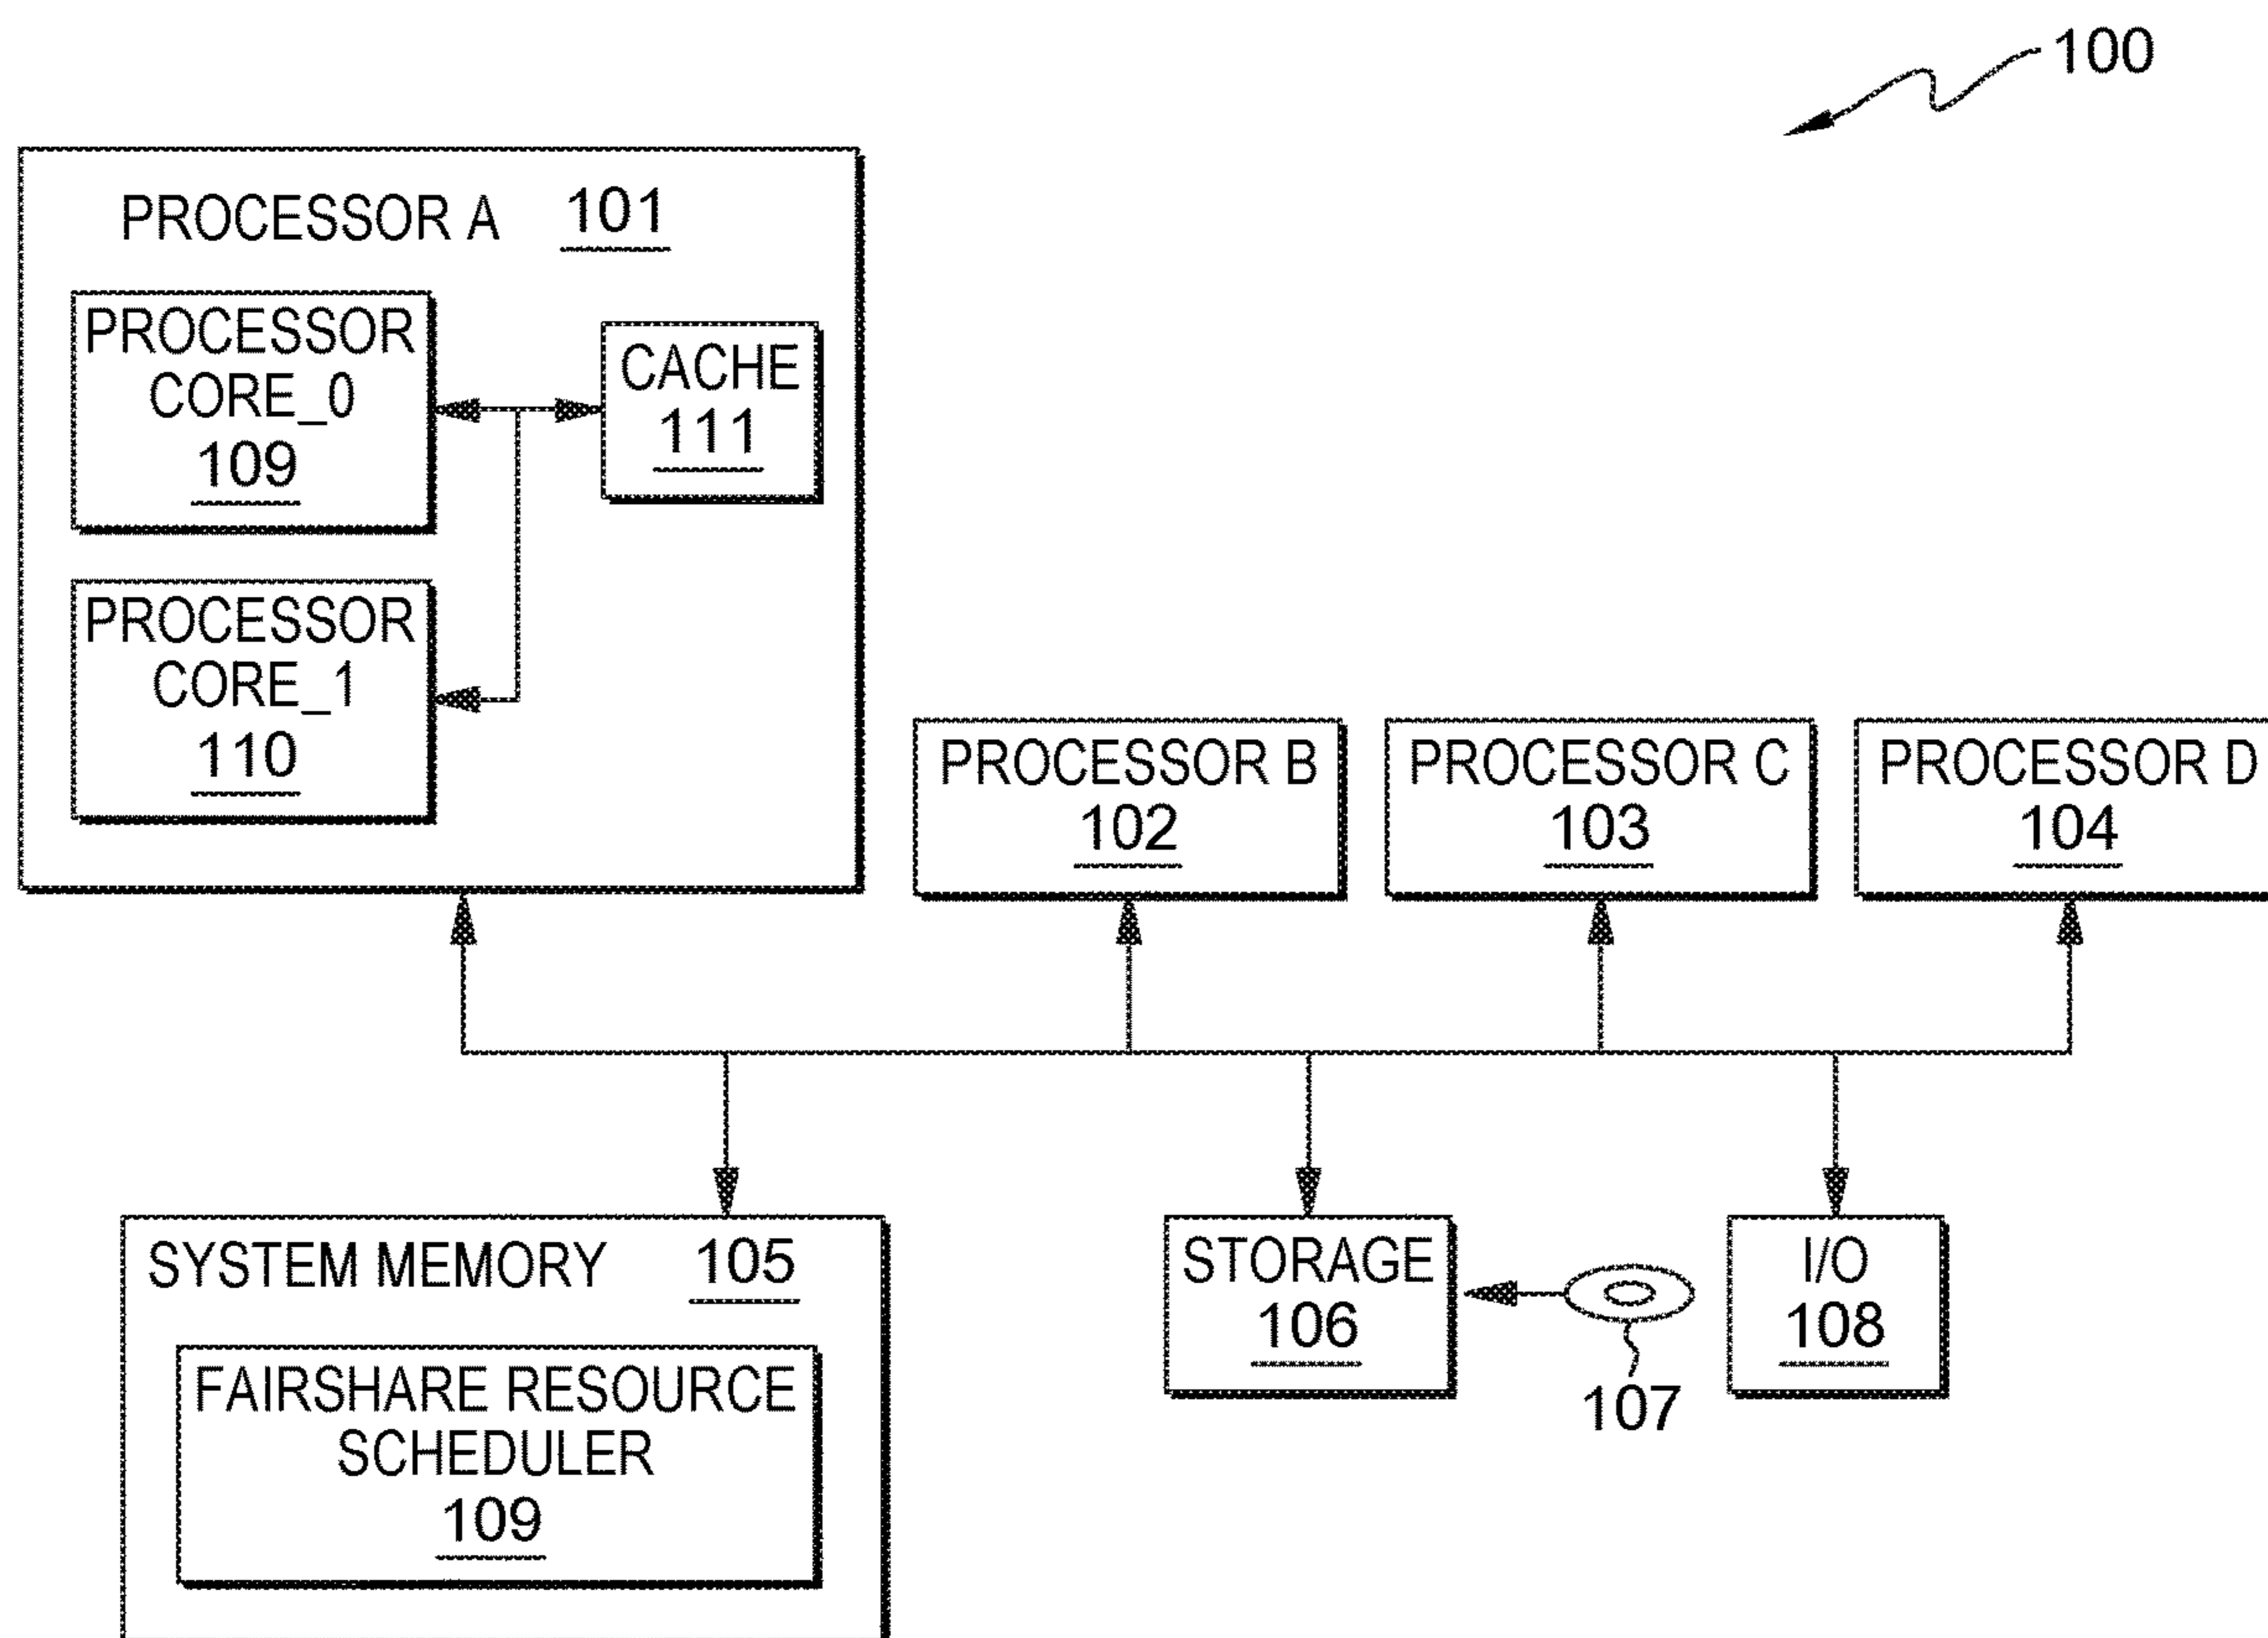 100
PROCESSOR A 101
PROCESSOR
CORE_0
109
CACHE
111
PROCESSOR
CORE_1
110
PROCESSOR B
102
PROCESSOR C
103
PROCESSOR D
104
SYSTEM MEMORY 105
FAIRSHARE RESOURCE
SCHEDULER
109
STORAGE
106
107
I/O
108